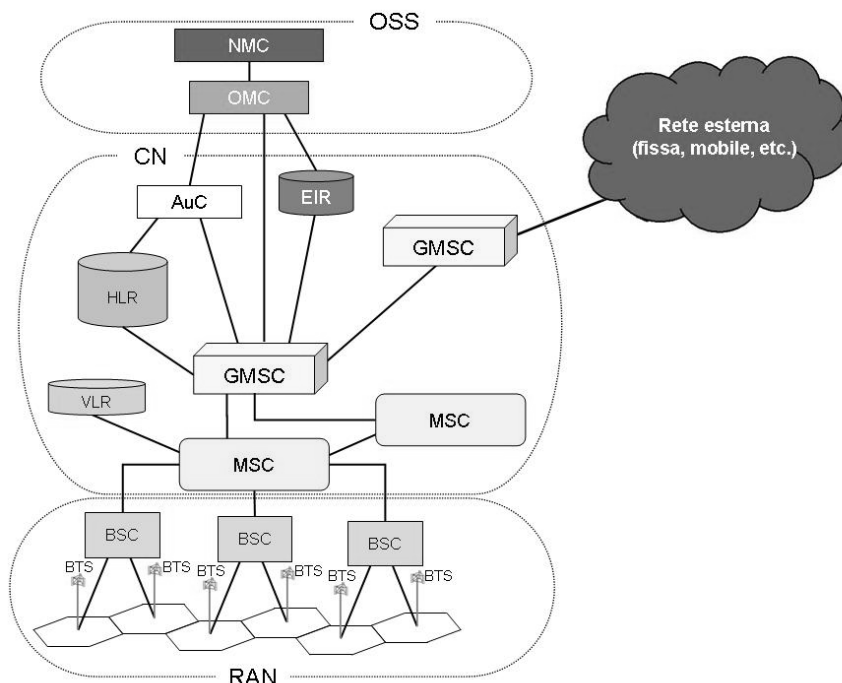 OSS
NMC
OMC
Rete esterna
(fissa, mobile, etc.)
CN
AuC
EIR
GMSC
HLR
GMSC
VLR
MSC
MSC
BSC
BSC
BSC
BTS
BTS
BTS
BTS
BTS
BTS
RAN